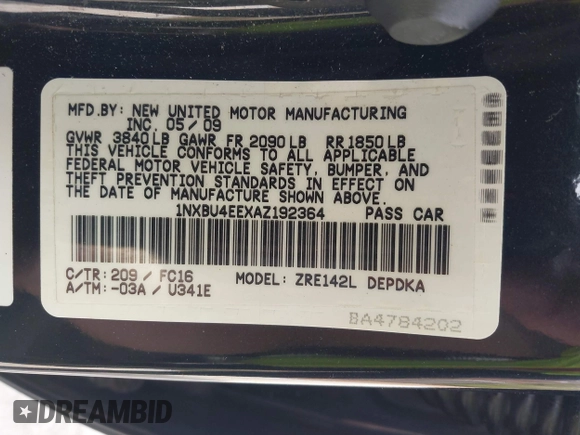 MFD.BY: NEW UNITED MOTOR MANUFACTURING
INC. 05/09
GVWR 3840LB GAWR FR 2090LB RR 1850LB
THIS VEHICLE CONFORMS TO ALL APPLICABLE
FEDERAL MOTOR VEHICLE SAFETY, BUMPER, AND
THEFT PREVENTION STANDARDS IN EFFECT ON
THE DATE OF MANUFACTURE SHOWN ABOVE.
1NXBU4EEXAZ192364 PASS CAR
C/TR: 209 / FC16 MODEL: ZRE142L DEPDKA
A/TM: -03A / U341E
BA4784202
DREAMBID